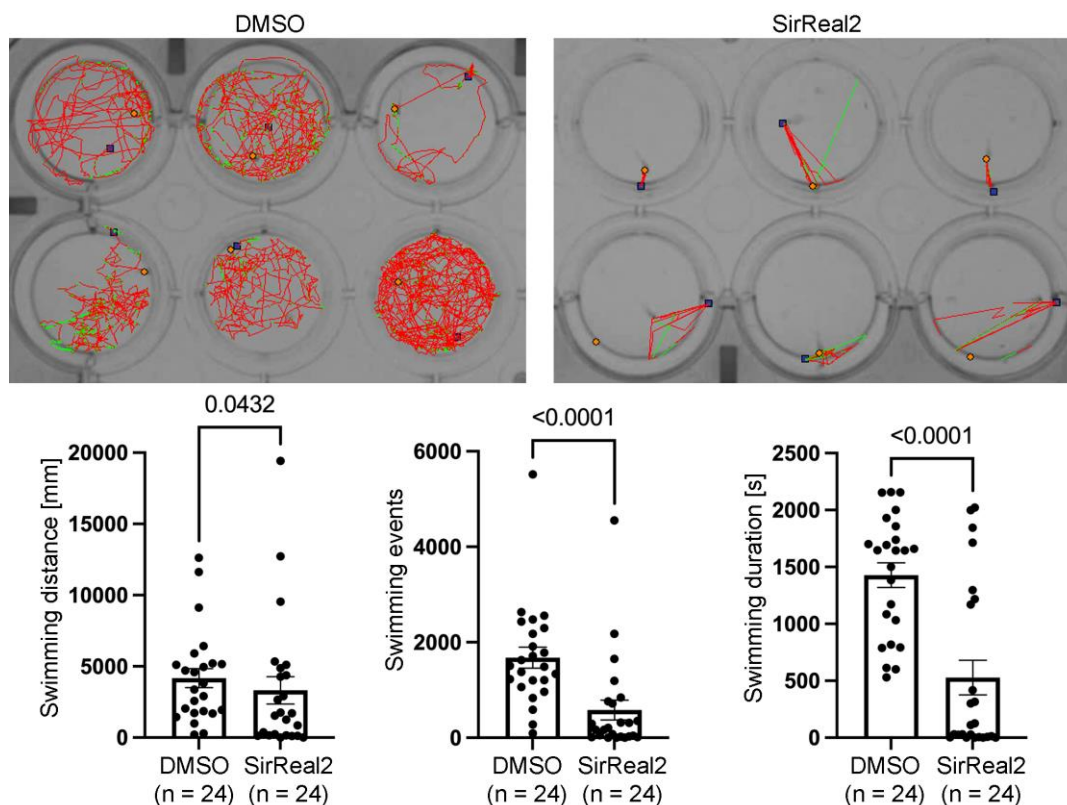 DMSO
SirReal2
0.0432
20000
15000
10000
5000
0
Swimming distance [mm]
DMSO
(n = 24)
SirReal2
(n = 24)
<0.0001
6000
4000
2000
0
Swimming events
DMSO
(n = 24)
SirReal2
(n = 24)
<0.0001
2500
2000
1500
1000
500
0
Swimming duration [s]
DMSO
(n = 24)
SirReal2
(n = 24)